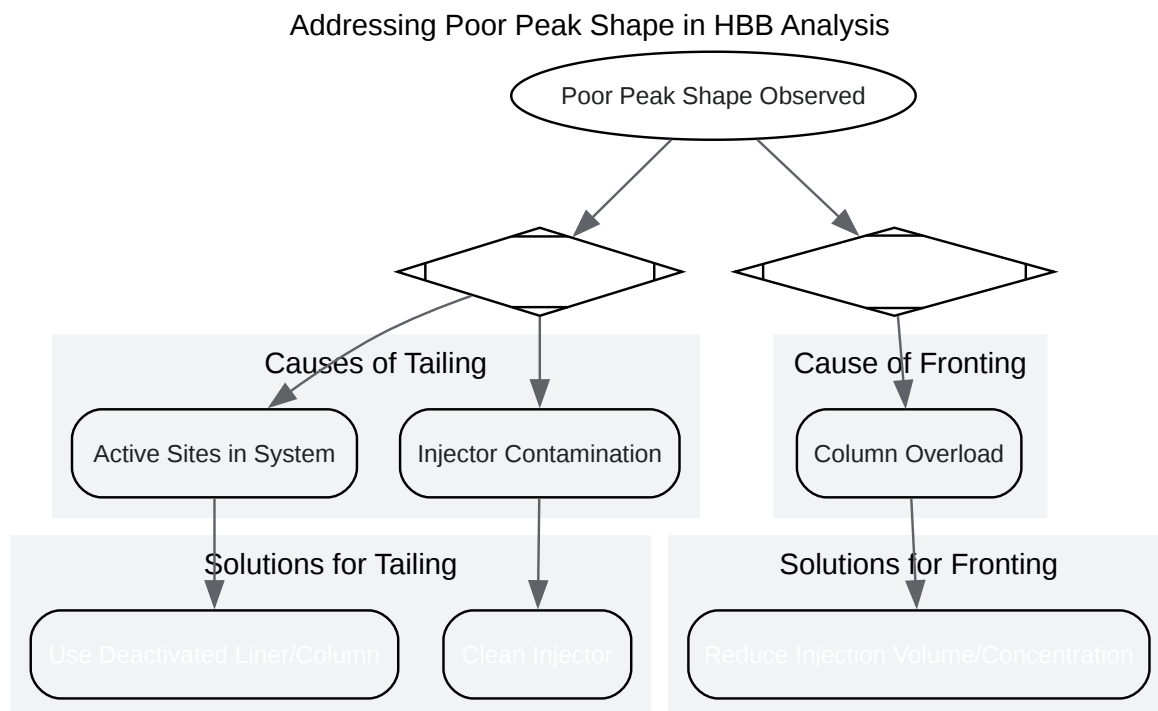 Addressing Poor Peak Shape in HBB Analysis
Poor Peak Shape Observed
Causes of Tailing
Cause of Fronting
Active Sites in System
Injector Contamination
Column Overload
Solutions for Tailing
Solutions for Fronting
Use Deactivated Liner/Column
Clean Injector
Reduce Injection Volume/Concentration